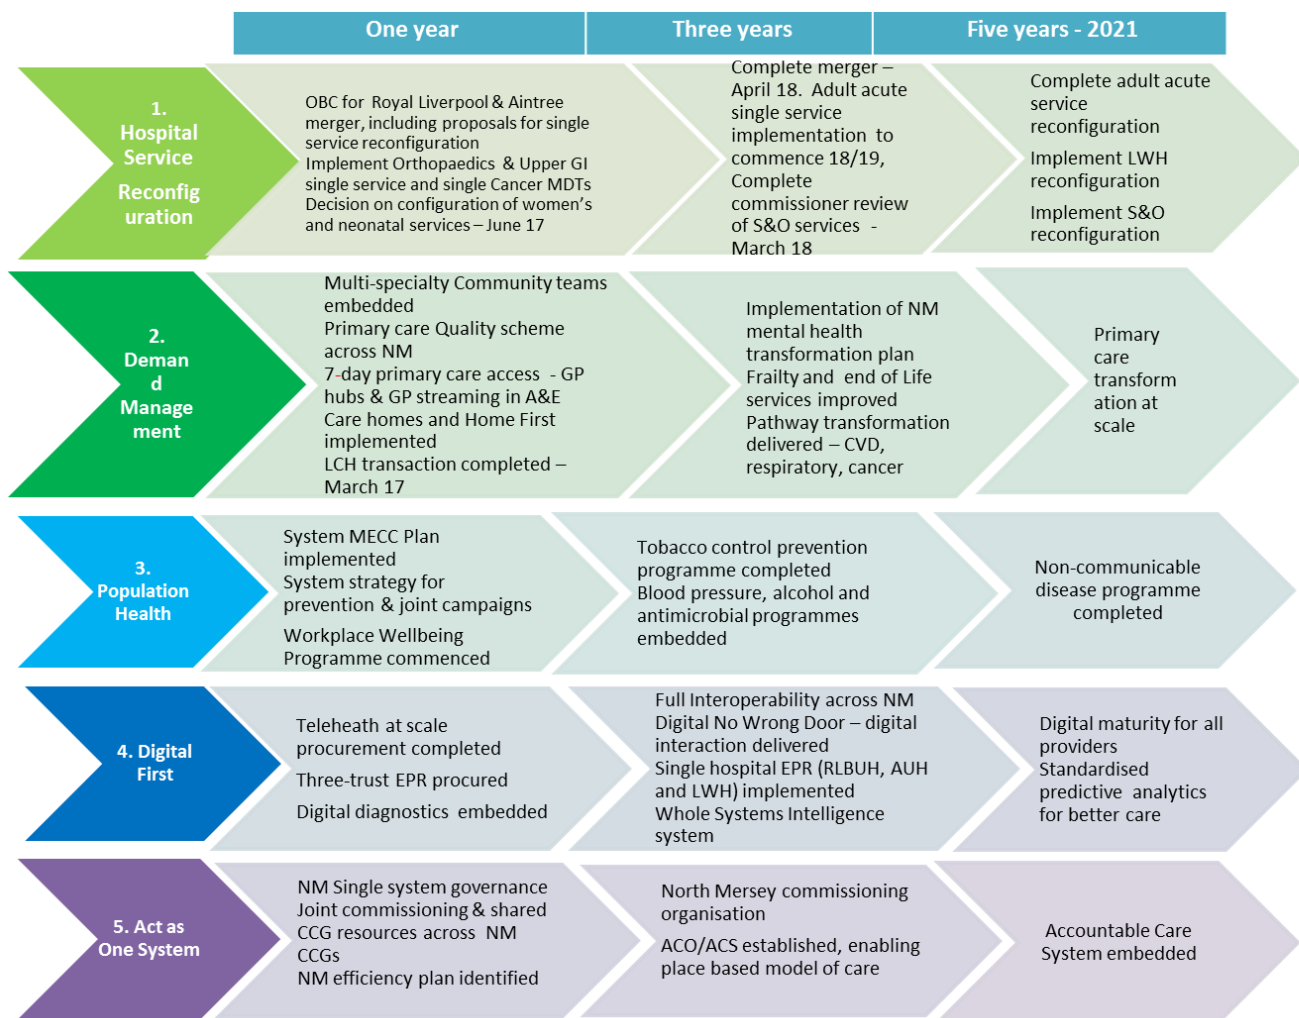 One year
Three years
Five years - 2021
1.
Hospital
Service
Reconfig
uration
OBC for Royal Liverpool & Aintree
merger, including proposals for single
service reconfiguration
Implement Orthopaedics & Upper GI
single service and single Cancer MDTs
Decision on configuration of women's
and neonatal services – June 17
Complete merger –
April 18. Adult acute
single service
implementation to
commence 18/19,
Complete
commissioner review
of S&O services -
March 18
Complete adult acute
service
reconfiguration
Implement LWH
reconfiguration
Implement S&O
reconfiguration
2.
Deman
d
Manage
ment
Multi-specialty Community teams
embedded
Primary care Quality scheme
across NM
7-day primary care access - GP
hubs & GP streaming in A&E
Care homes and Home First
implemented
LCH transaction completed –
March 17
Implementation of NM
mental health
transformation plan
Frailty and end of Life
services improved
Pathway transformation
delivered – CVD,
respiratory, cancer
Primary
care
transform
ation at
scale
3.
Population
Health
System MECC Plan
implemented
System strategy for
prevention & joint campaigns
Workplace Wellbeing
Programme commenced
Tobacco control prevention
programme completed
Blood pressure, alcohol and
antimicrobial programmes
embedded
Non-communicable
disease programme
completed
4. Digital
First
Teleheath at scale
procurement completed
Three-trust EPR procured
Digital diagnostics embedded
Full Interoperability across NM
Digital No Wrong Door – digital
interaction delivered
Single hospital EPR (RLBUH, AUH
and LWH) implemented
Whole Systems Intelligence
system
Digital maturity for all
providers
Standardised
predictive analytics
for better care
5. Act as
One System
NM Single system governance
Joint commissioning & shared
CCG resources across NM
CCGs
NM efficiency plan identified
North Mersey commissioning
organisation
ACO/ACS established, enabling
place based model of care
Accountable Care
System embedded